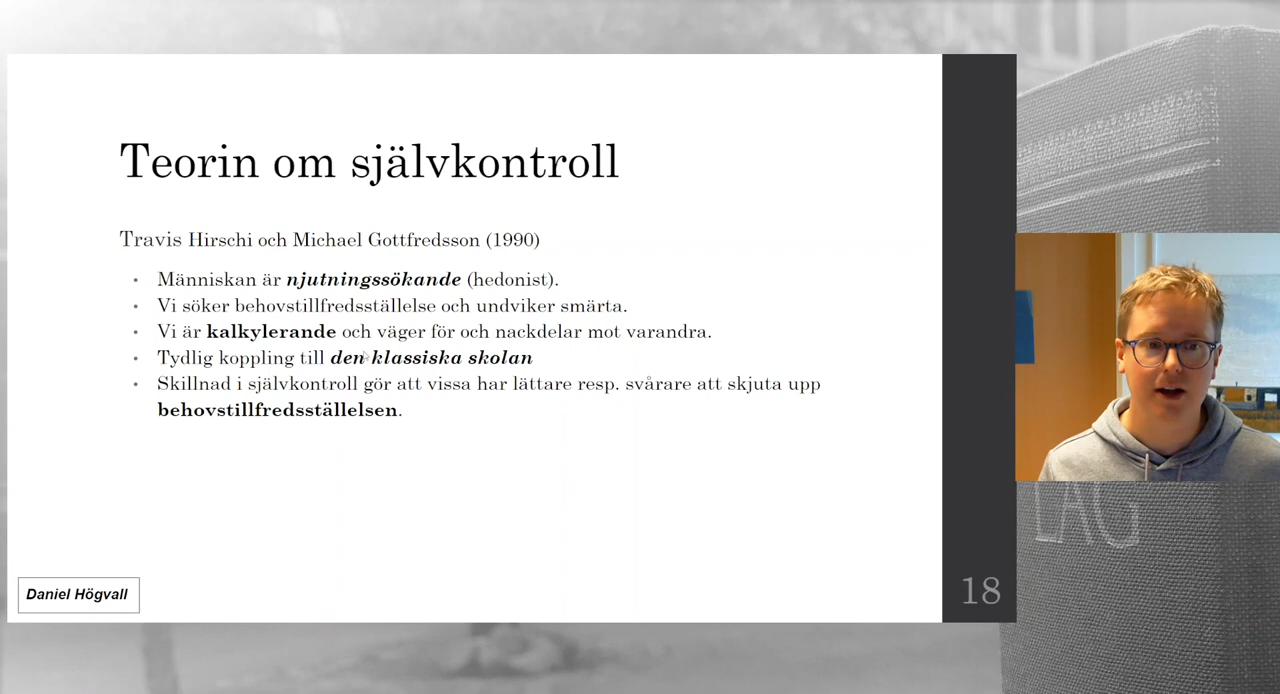 Teorin om självkontroll
Travis Hirschi och Michael Gottfredsson (1990)
• Människan är njutningssökande (hedonist).
• Vi söker behovstillfredsställelse och undviker smärta.
• Vi är kalkylerande och väger för och nackdelar mot varandra.
• Tydlig koppling till den klassiska skolan
• Skillnad i självkontroll gör att vissa har lättare resp. svårare att skjuta upp
behovstillfredsställelsen.
Daniel Högvall
18
LAG